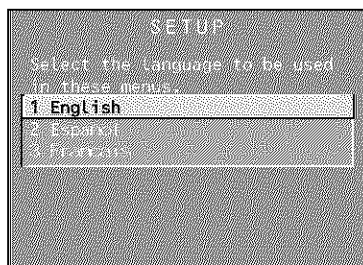 SETUP
Select the language to be used
in these menus.
1 English
2 Español
3 Français